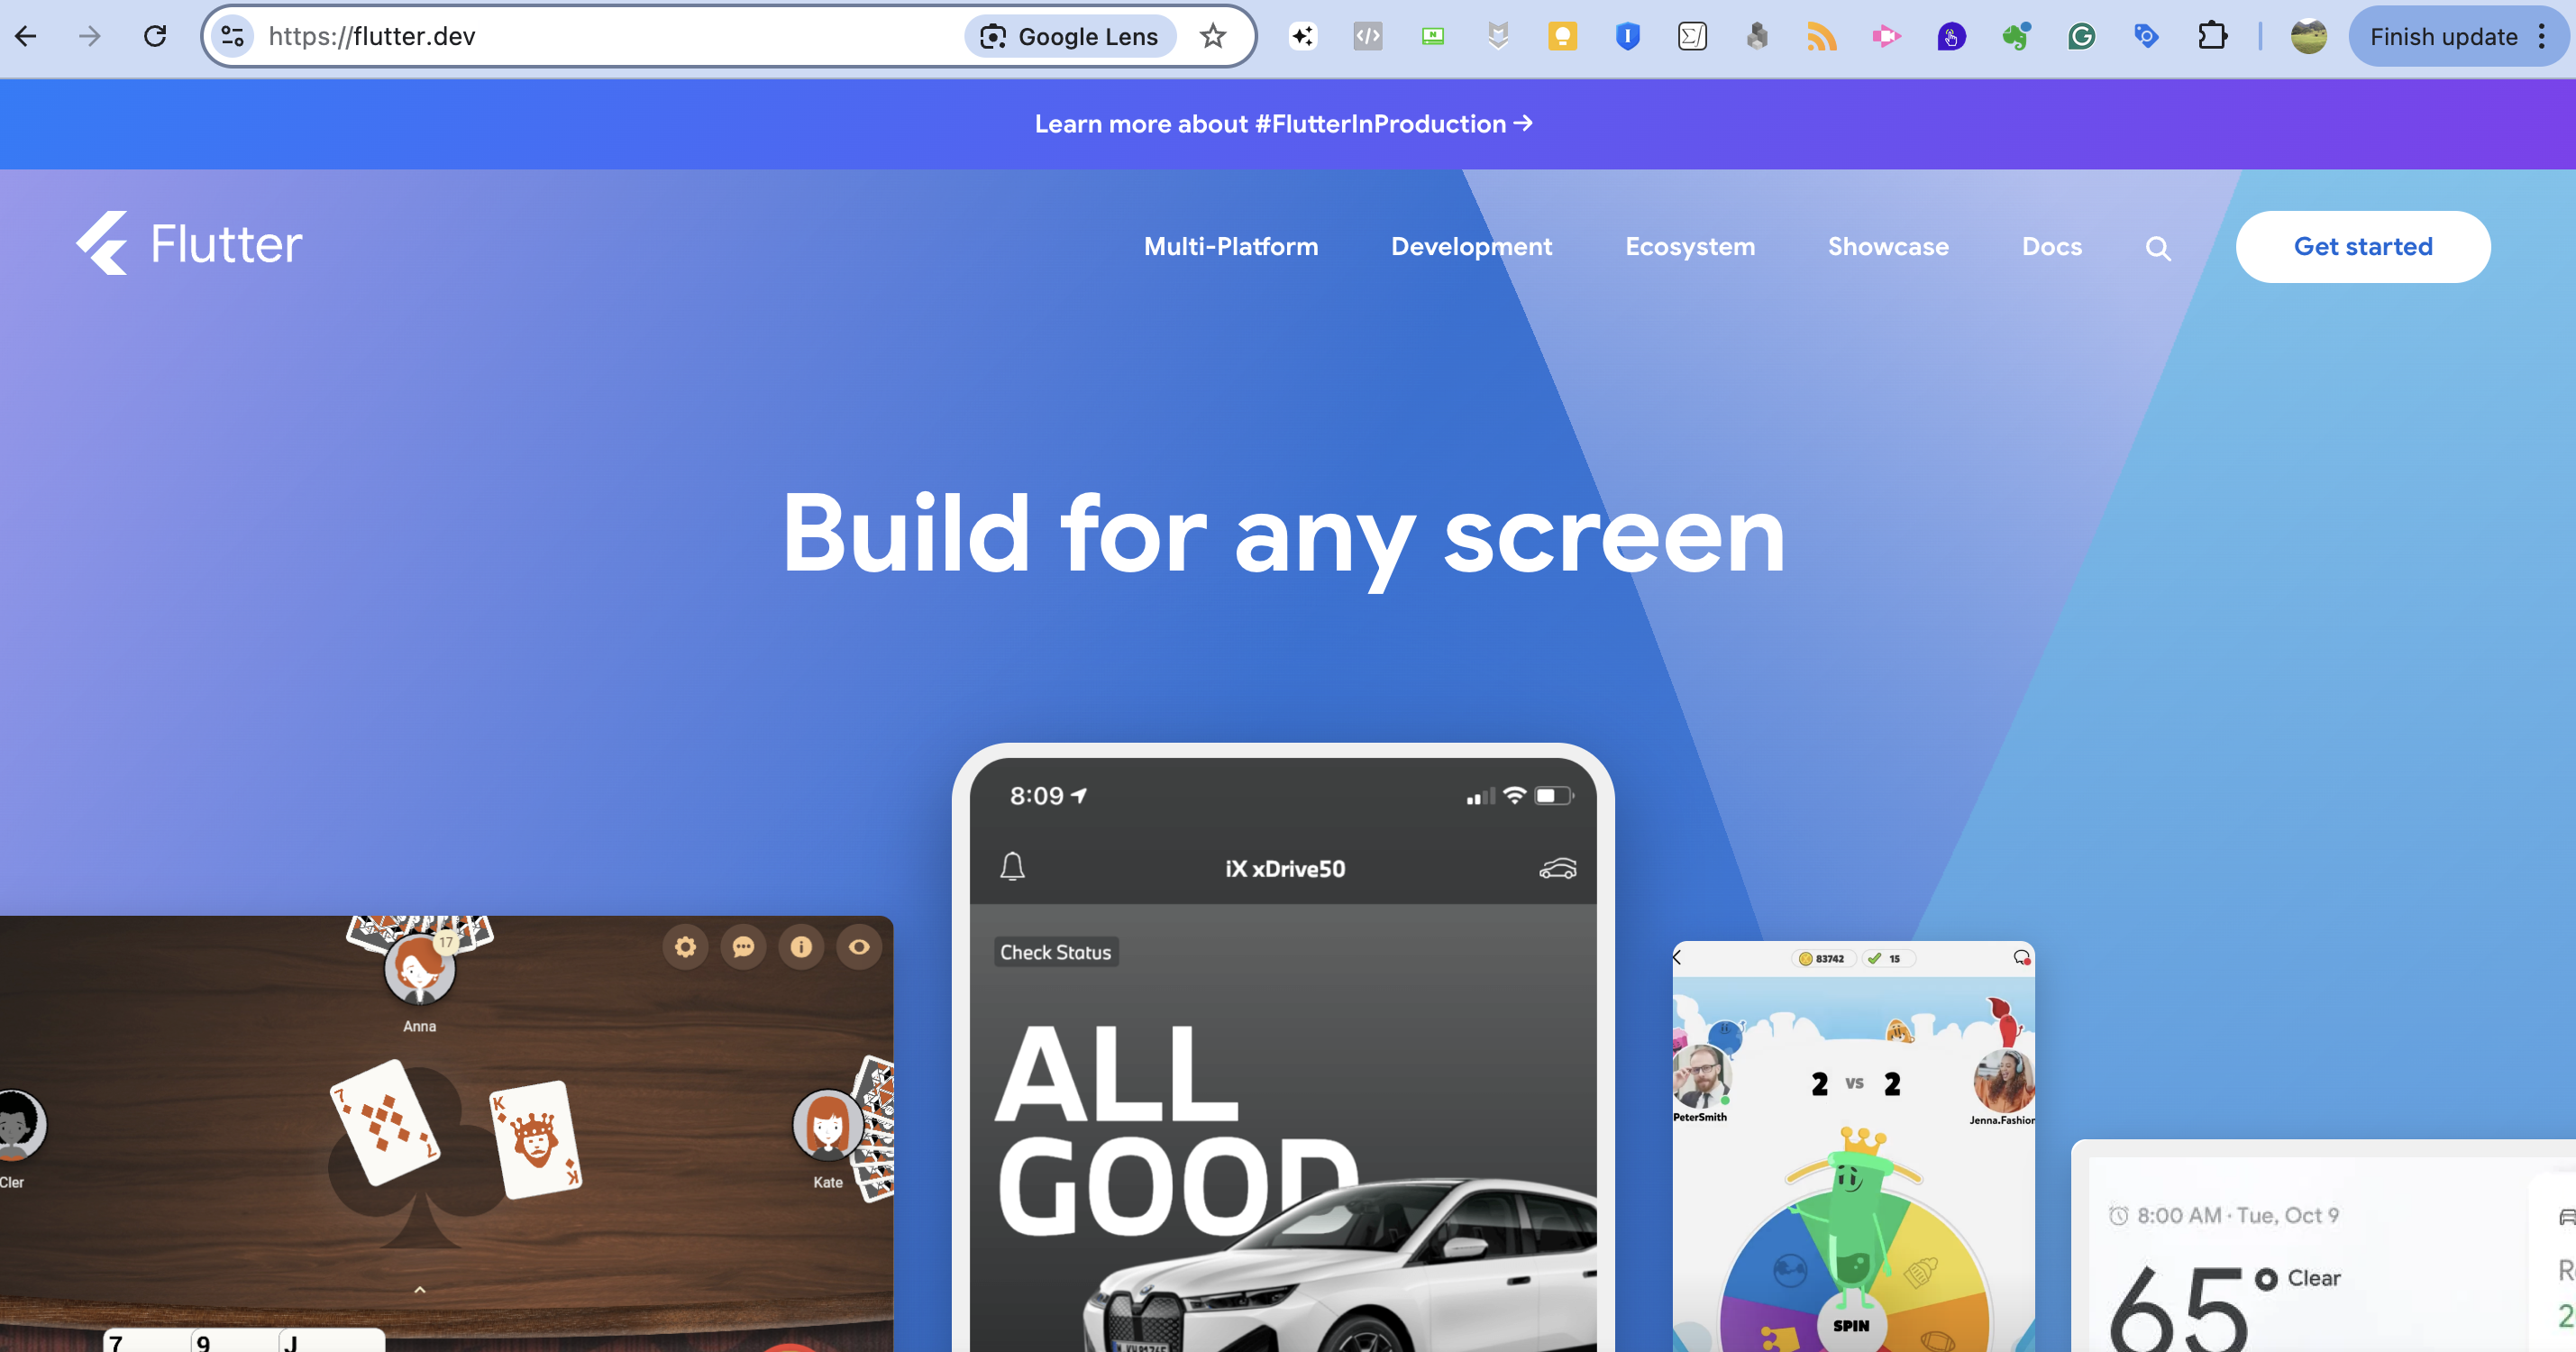 https://flutter.dev
Google Lens
Finish update
Learn more about #FlutterInProduction →
Flutter
Multi-Platform
Development
Ecosystem
Showcase
Docs
Get started
Build for any screen
17
Anna
7
7
K
K
Cler
Kate
7
9
J
8:09
iX xDrive50
Check Status
ALL
GOOD
83742
15
2 vs 2
PeterSmith
Jenna.Fashion
SPIN
8:00 AM · Tue, Oct 9
65° Clear